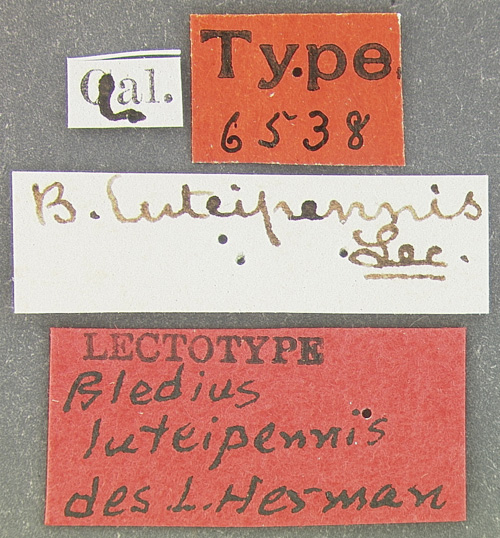 Cal.
L
Type.
6538
B. luteipennis
Lec.
LECTOTYPE
Bledius
luteipennis
des L. Herman